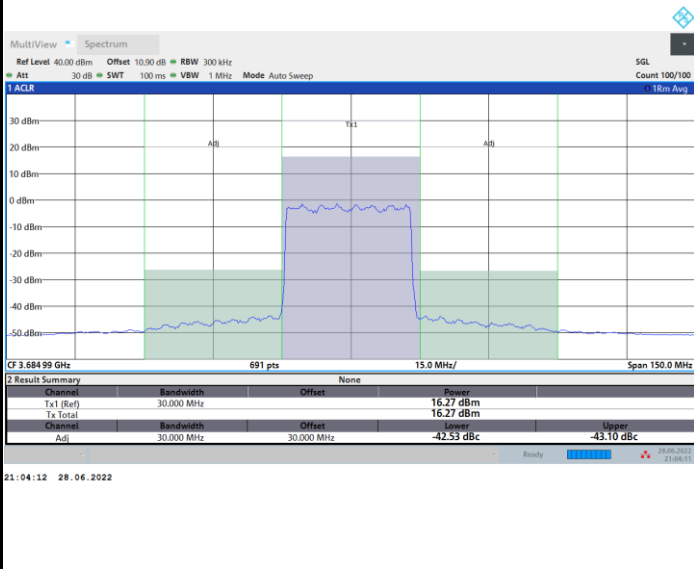 MultiView Spectrum
Ref Level 40.00 dBm Offset 10.90 dB RBW 300 kHz SGL
Att 30 dB SWT 100 ms VBW 1 MHz Mode Auto Sweep Count 100/100
1 ACLR 1Rm Avg
30 dBm
Tx1
20 dBm
Adj Adj
10 dBm
0 dBm
-10 dBm
-20 dBm
-30 dBm
-40 dBm
-50 dBm
CF 3.684 99 GHz 691 pts 15.0 MHz/ Span 150.0 MHz
2 Result Summary None
Channel Bandwidth Offset Power
Tx1 (Ref) 30.000 MHz 16.27 dBm
Tx Total 16.27 dBm
Channel Bandwidth Offset Lower Upper
Adj 30.000 MHz 30.000 MHz -42.53 dBc -43.10 dBc
Ready 28.06.2022
21:04:11
21:04:12 28.06.2022